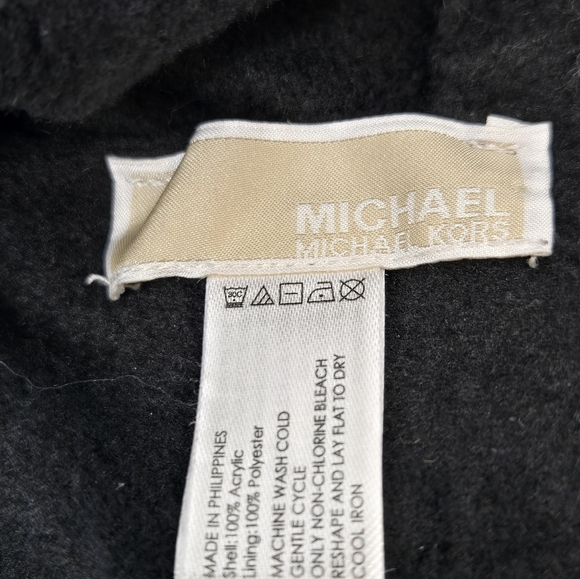 MICHAEL
MICHAEL KORS
30C
MADE IN PHILIPPINES
Shell:100% Acrylic
Lining:100% Polyester
MACHINE WASH COLD
GENTLE CYCLE
ONLY NON-CHLORINE BLEACH
RESHAPE AND LAY FLAT TO DRY
COOL IRON